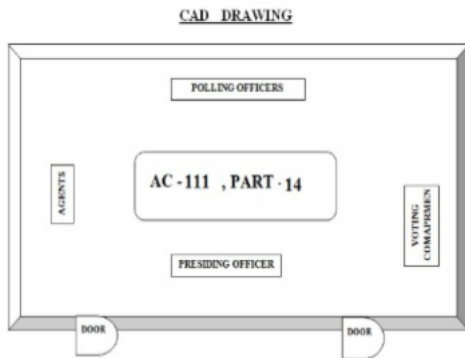 CAD DRAWING
POLLING OFFICERS
AC -111 , PART - 14
AGENTS
VOTING
COMAPRMEN
PRESIDING OFFICER
DOOR
DOOR